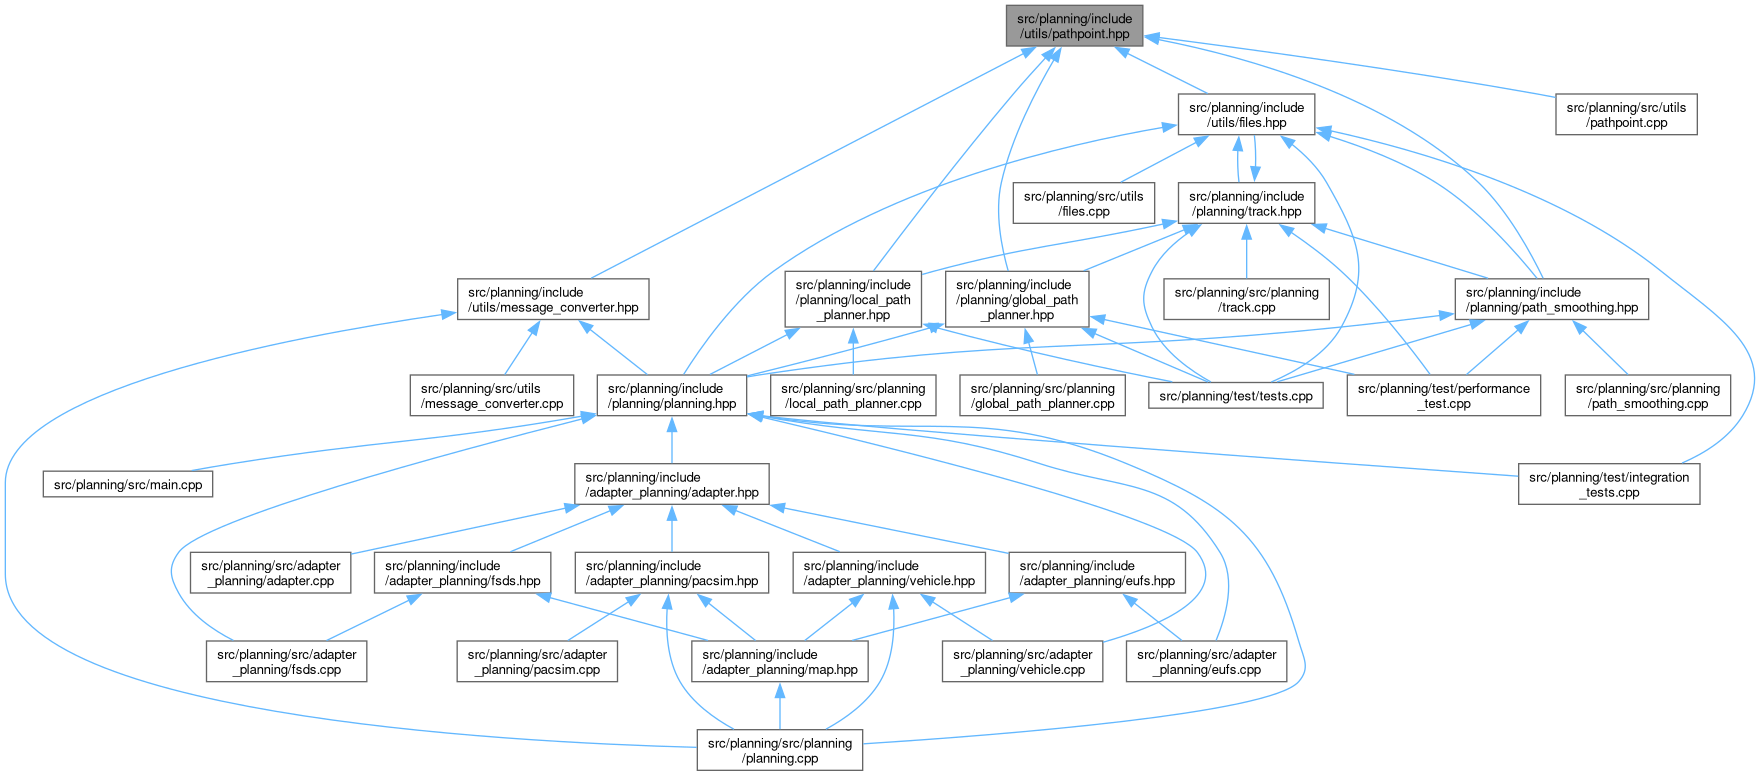 src/planning/include
/utils/pathpoint.hpp
src/planning/include
/utils/files.hpp
src/planning/src/utils
/pathpoint.cpp
src/planning/src/utils
/files.cpp
src/planning/include
/planning/track.hpp
src/planning/include
/utils/message_converter.hpp
src/planning/include
/planning/local_path
_planner.hpp
src/planning/include
/planning/global_path
_planner.hpp
src/planning/src/planning
/track.cpp
src/planning/include
/planning/path_smoothing.hpp
src/planning/src/utils
/message_converter.cpp
src/planning/include
/planning/planning.hpp
src/planning/src/planning
/local_path_planner.cpp
src/planning/src/planning
/global_path_planner.cpp
src/planning/test/tests.cpp
src/planning/test/performance
_test.cpp
src/planning/src/planning
/path_smoothing.cpp
src/planning/src/main.cpp
src/planning/include
/adapter_planning/adapter.hpp
src/planning/test/integration
_tests.cpp
src/planning/src/adapter
_planning/adapter.cpp
src/planning/include
/adapter_planning/fsds.hpp
src/planning/include
/adapter_planning/pacsim.hpp
src/planning/include
/adapter_planning/vehicle.hpp
src/planning/include
/adapter_planning/eufs.hpp
src/planning/src/adapter
_planning/fsds.cpp
src/planning/src/adapter
_planning/pacsim.cpp
src/planning/include
/adapter_planning/map.hpp
src/planning/src/adapter
_planning/vehicle.cpp
src/planning/src/adapter
_planning/eufs.cpp
src/planning/src/planning
/planning.cpp